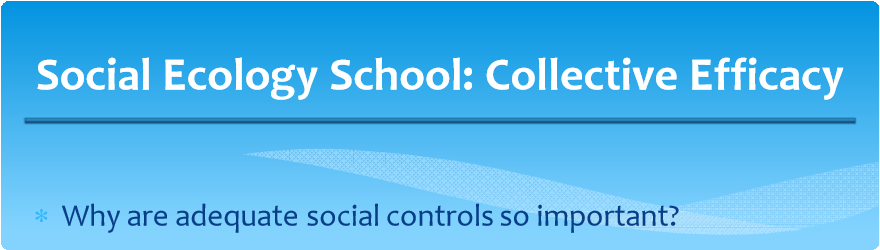 Social Ecology School: Collective Efficacy
* Why are adequate social controls so important?